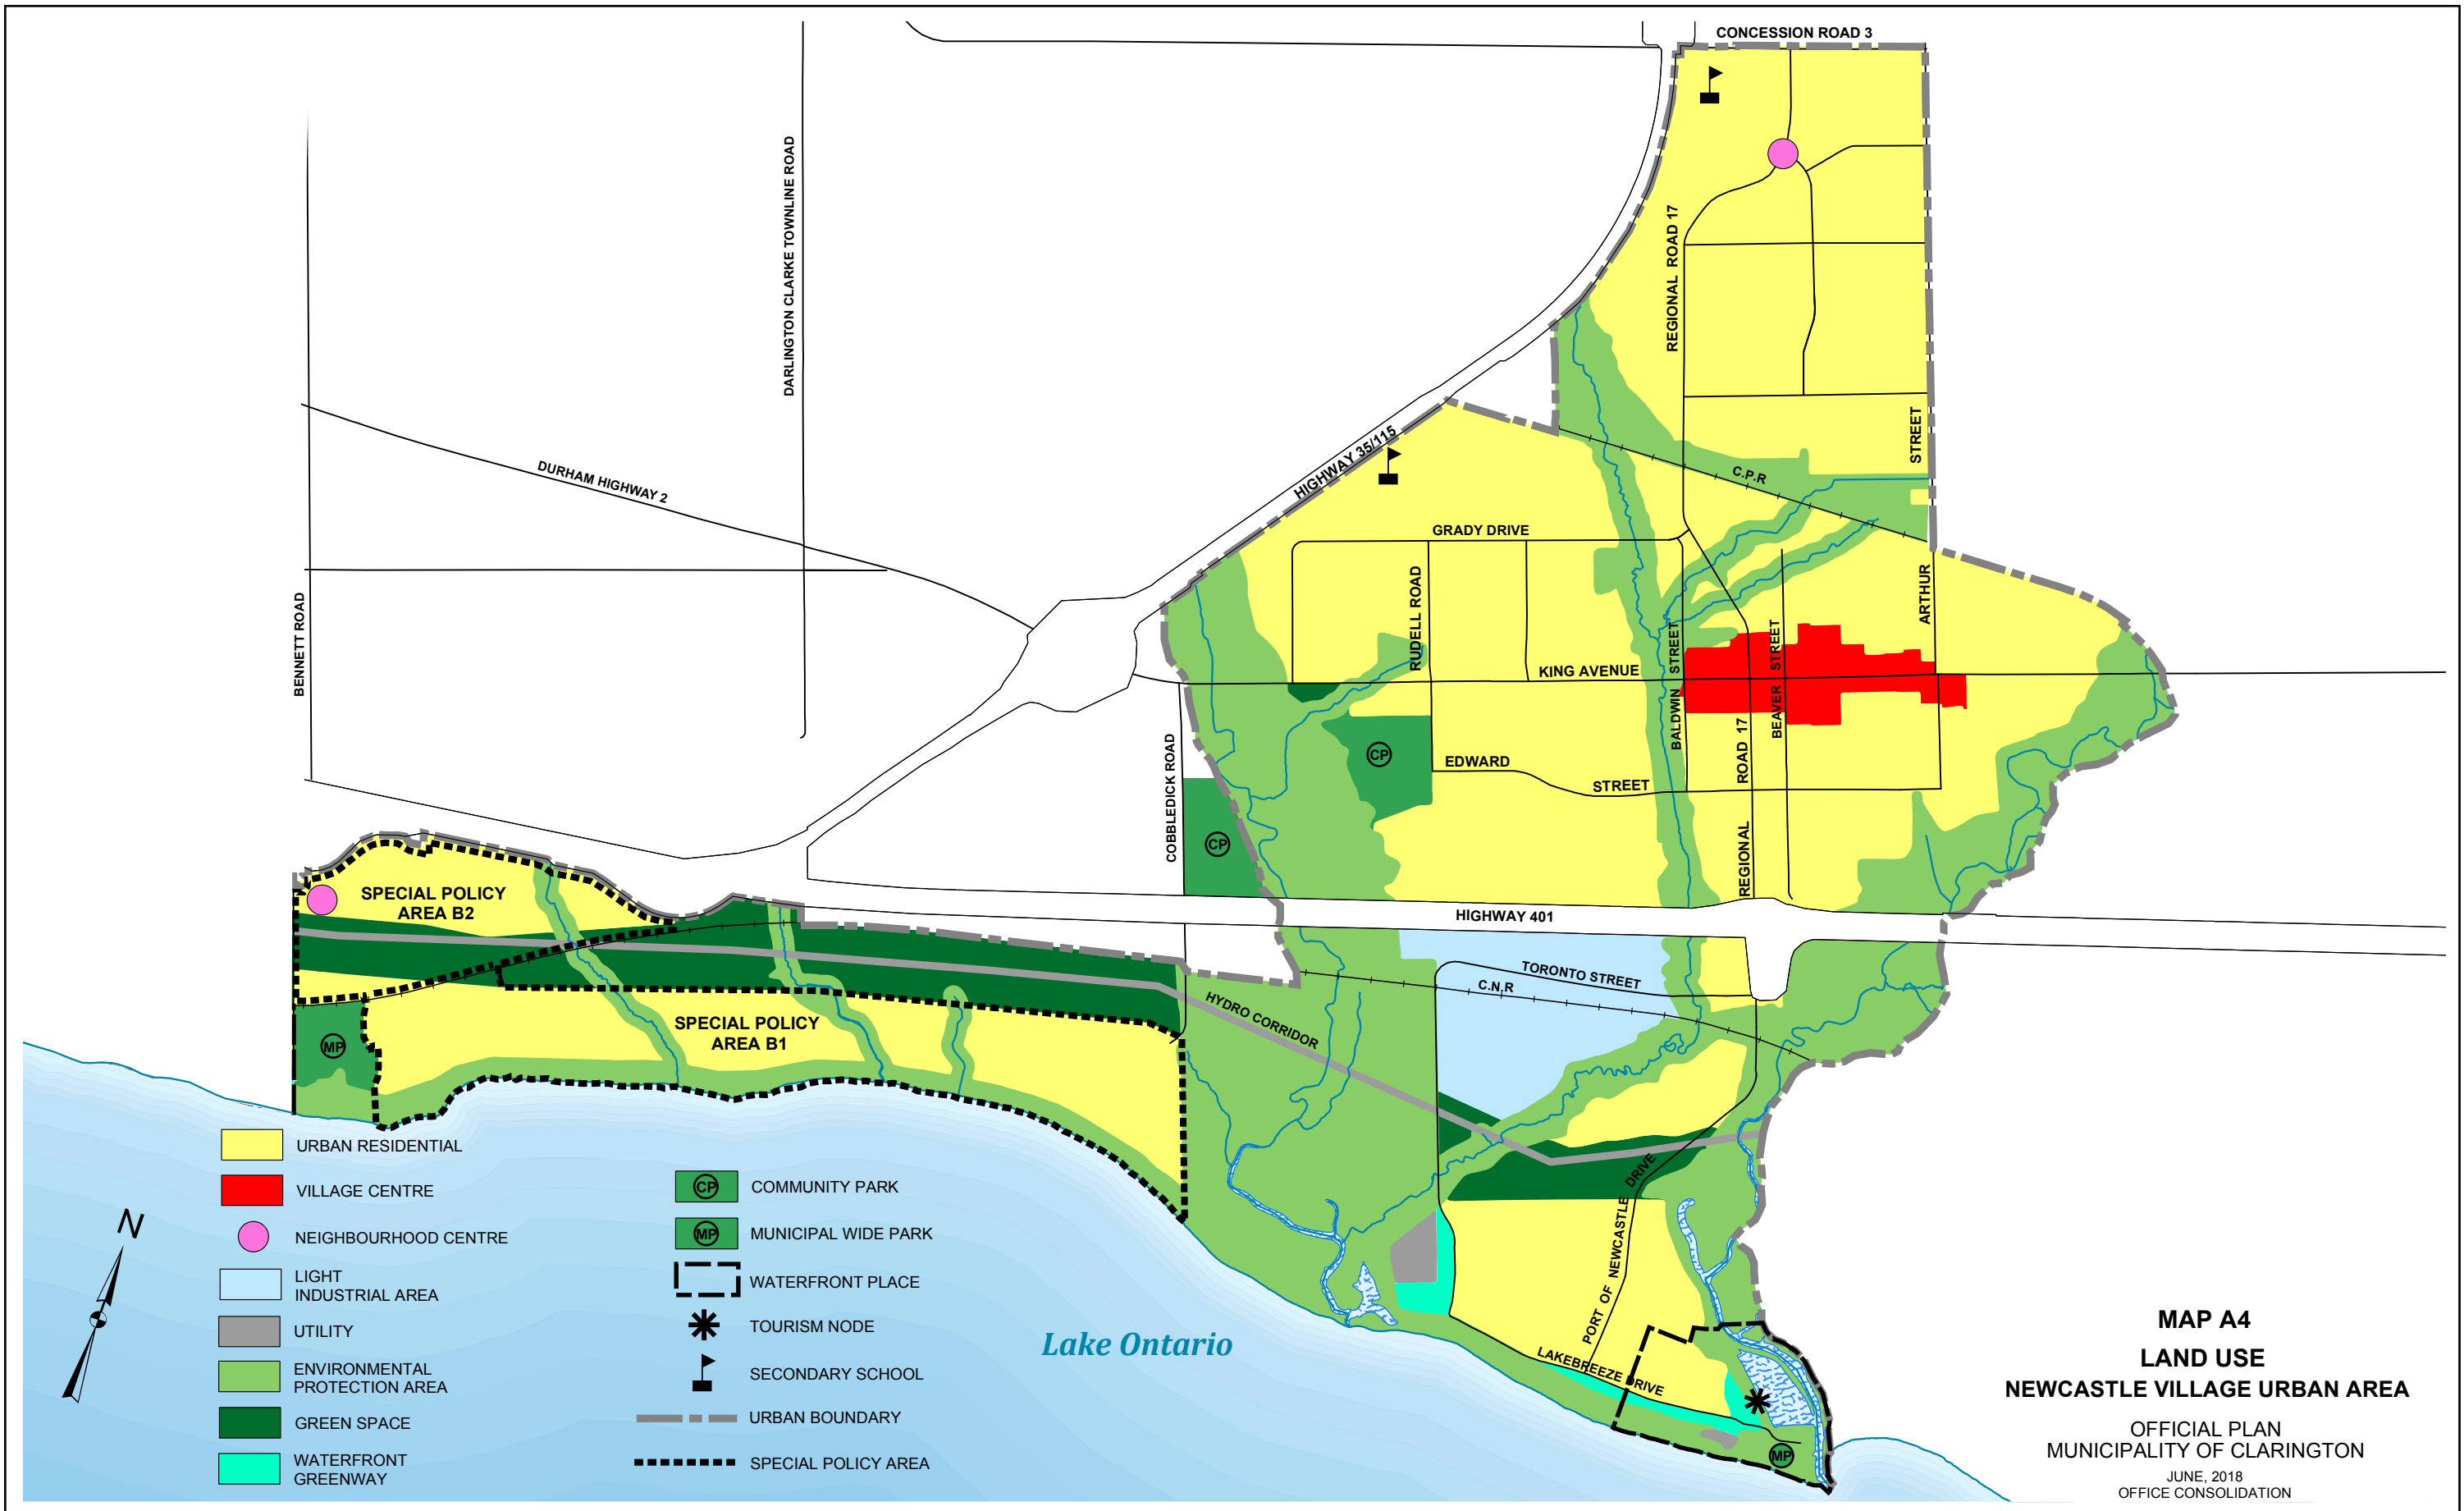 CONCESSION ROAD 3
DARLINGTON CLARKE TOWNLINE ROAD
REGIONAL ROAD 17
DURHAM HIGHWAY 2
HIGHWAY 35/115
C.P.R
STREET
ARTHUR
GRADY DRIVE
BENNETT ROAD
RUDELL ROAD
KING AVENUE
BALDWIN STREET
BEAVER STREET
COBBLEDICK ROAD
CP
EDWARD
STREET
REGIONAL ROAD 17
CP
SPECIAL POLICY
AREA B2
HIGHWAY 401
TORONTO STREET
C.N.R
HYDRO CORRIDOR
SPECIAL POLICY
AREA B1
MP
PORT OF NEWCASTLE DRIVE
LAKEBREEZE DRIVE
MP
Lake Ontario
N
URBAN RESIDENTIAL
VILLAGE CENTRE
NEIGHBOURHOOD CENTRE
LIGHT
INDUSTRIAL AREA
UTILITY
ENVIRONMENTAL
PROTECTION AREA
GREEN SPACE
WATERFRONT
GREENWAY
CP COMMUNITY PARK
MP MUNICIPAL WIDE PARK
WATERFRONT PLACE
TOURISM NODE
SECONDARY SCHOOL
URBAN BOUNDARY
SPECIAL POLICY AREA
MAP A4
LAND USE
NEWCASTLE VILLAGE URBAN AREA
OFFICIAL PLAN
MUNICIPALITY OF CLARINGTON
JUNE, 2018
OFFICE CONSOLIDATION